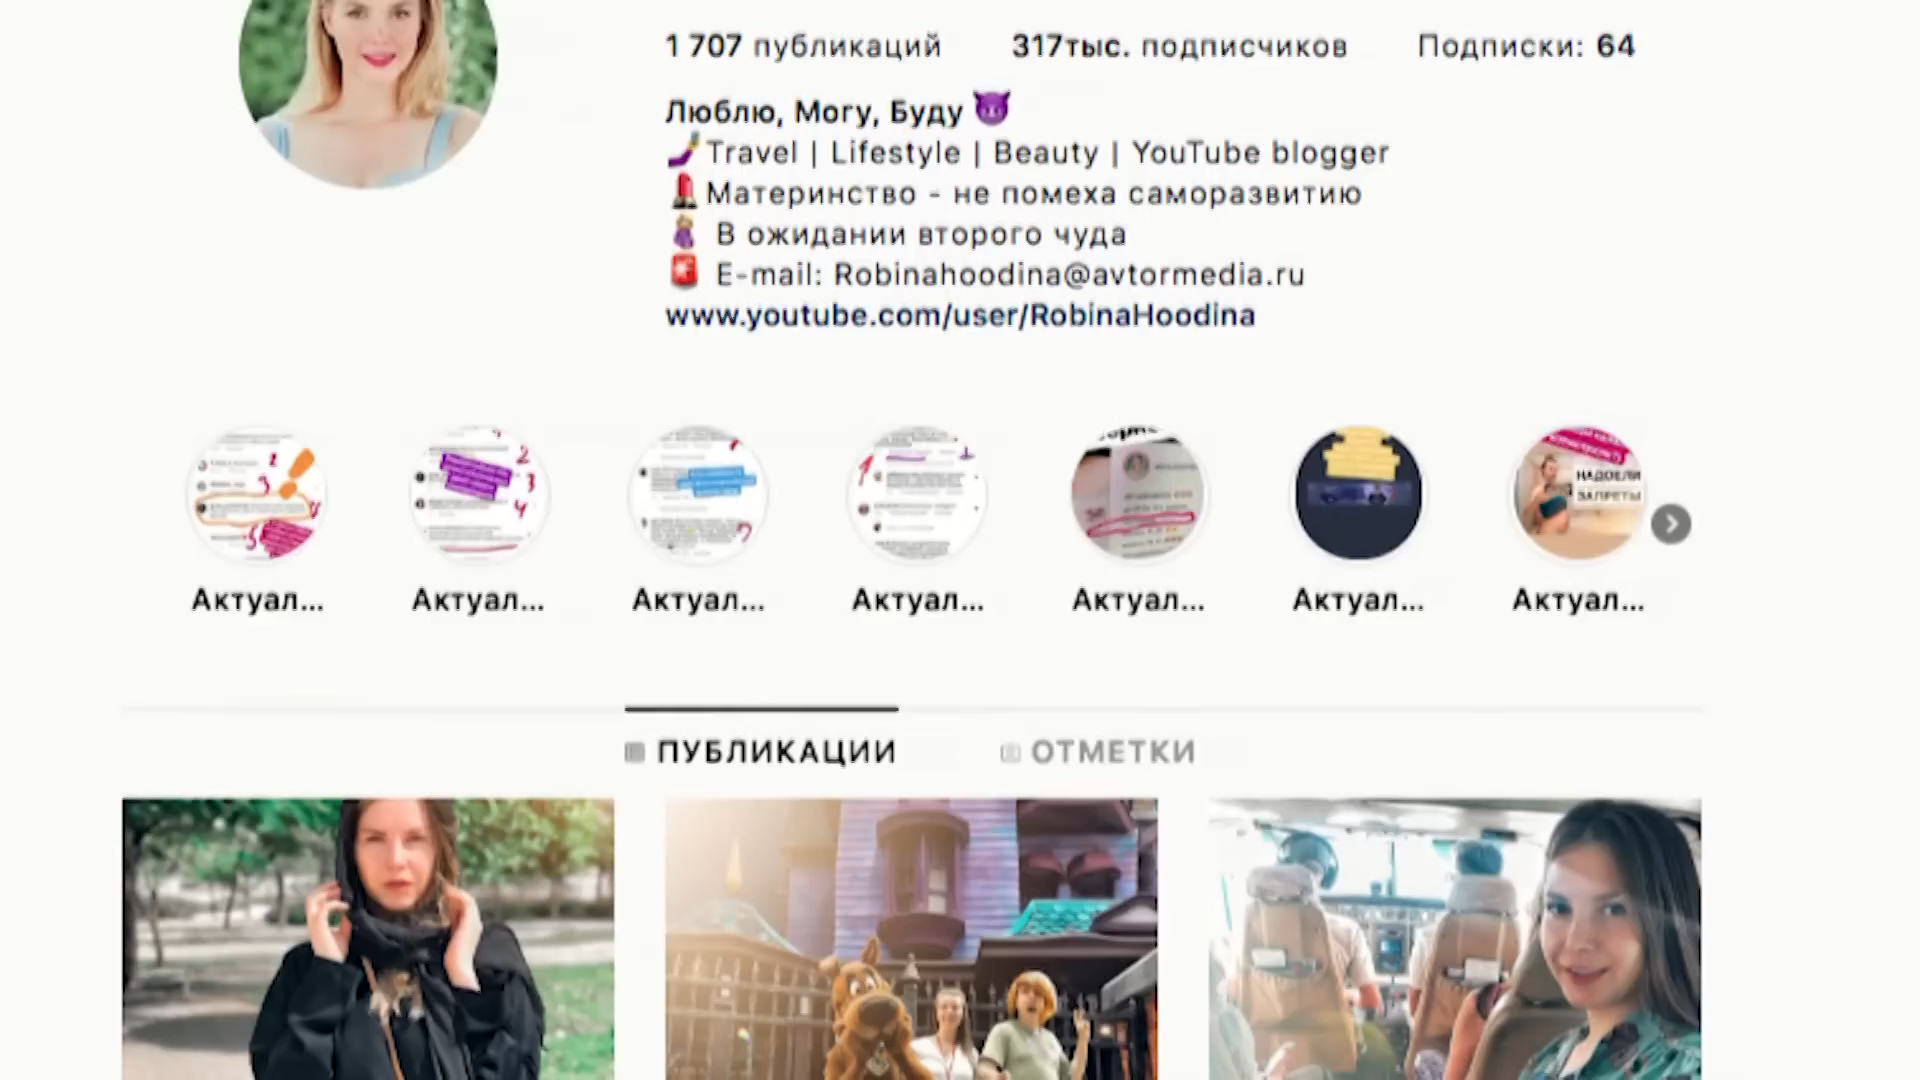 1 707 публикаций 317тыс. подписчиков Подписки: 64
Люблю, Могу, Буду
Travel | Lifestyle | Beauty | YouTube blogger
Материнство - не помеха саморазвитию
В ожидании второго чуда
E-mail: Robinahoodina@avtormedia.ru
www.youtube.com/user/RobinaHoodina
НАДОЕЛИ
ЗАПРЕТЫ
Актуал... Актуал... Актуал... Актуал... Актуал... Актуал... Актуал...
ПУБЛИКАЦИИ ОТМЕТКИ